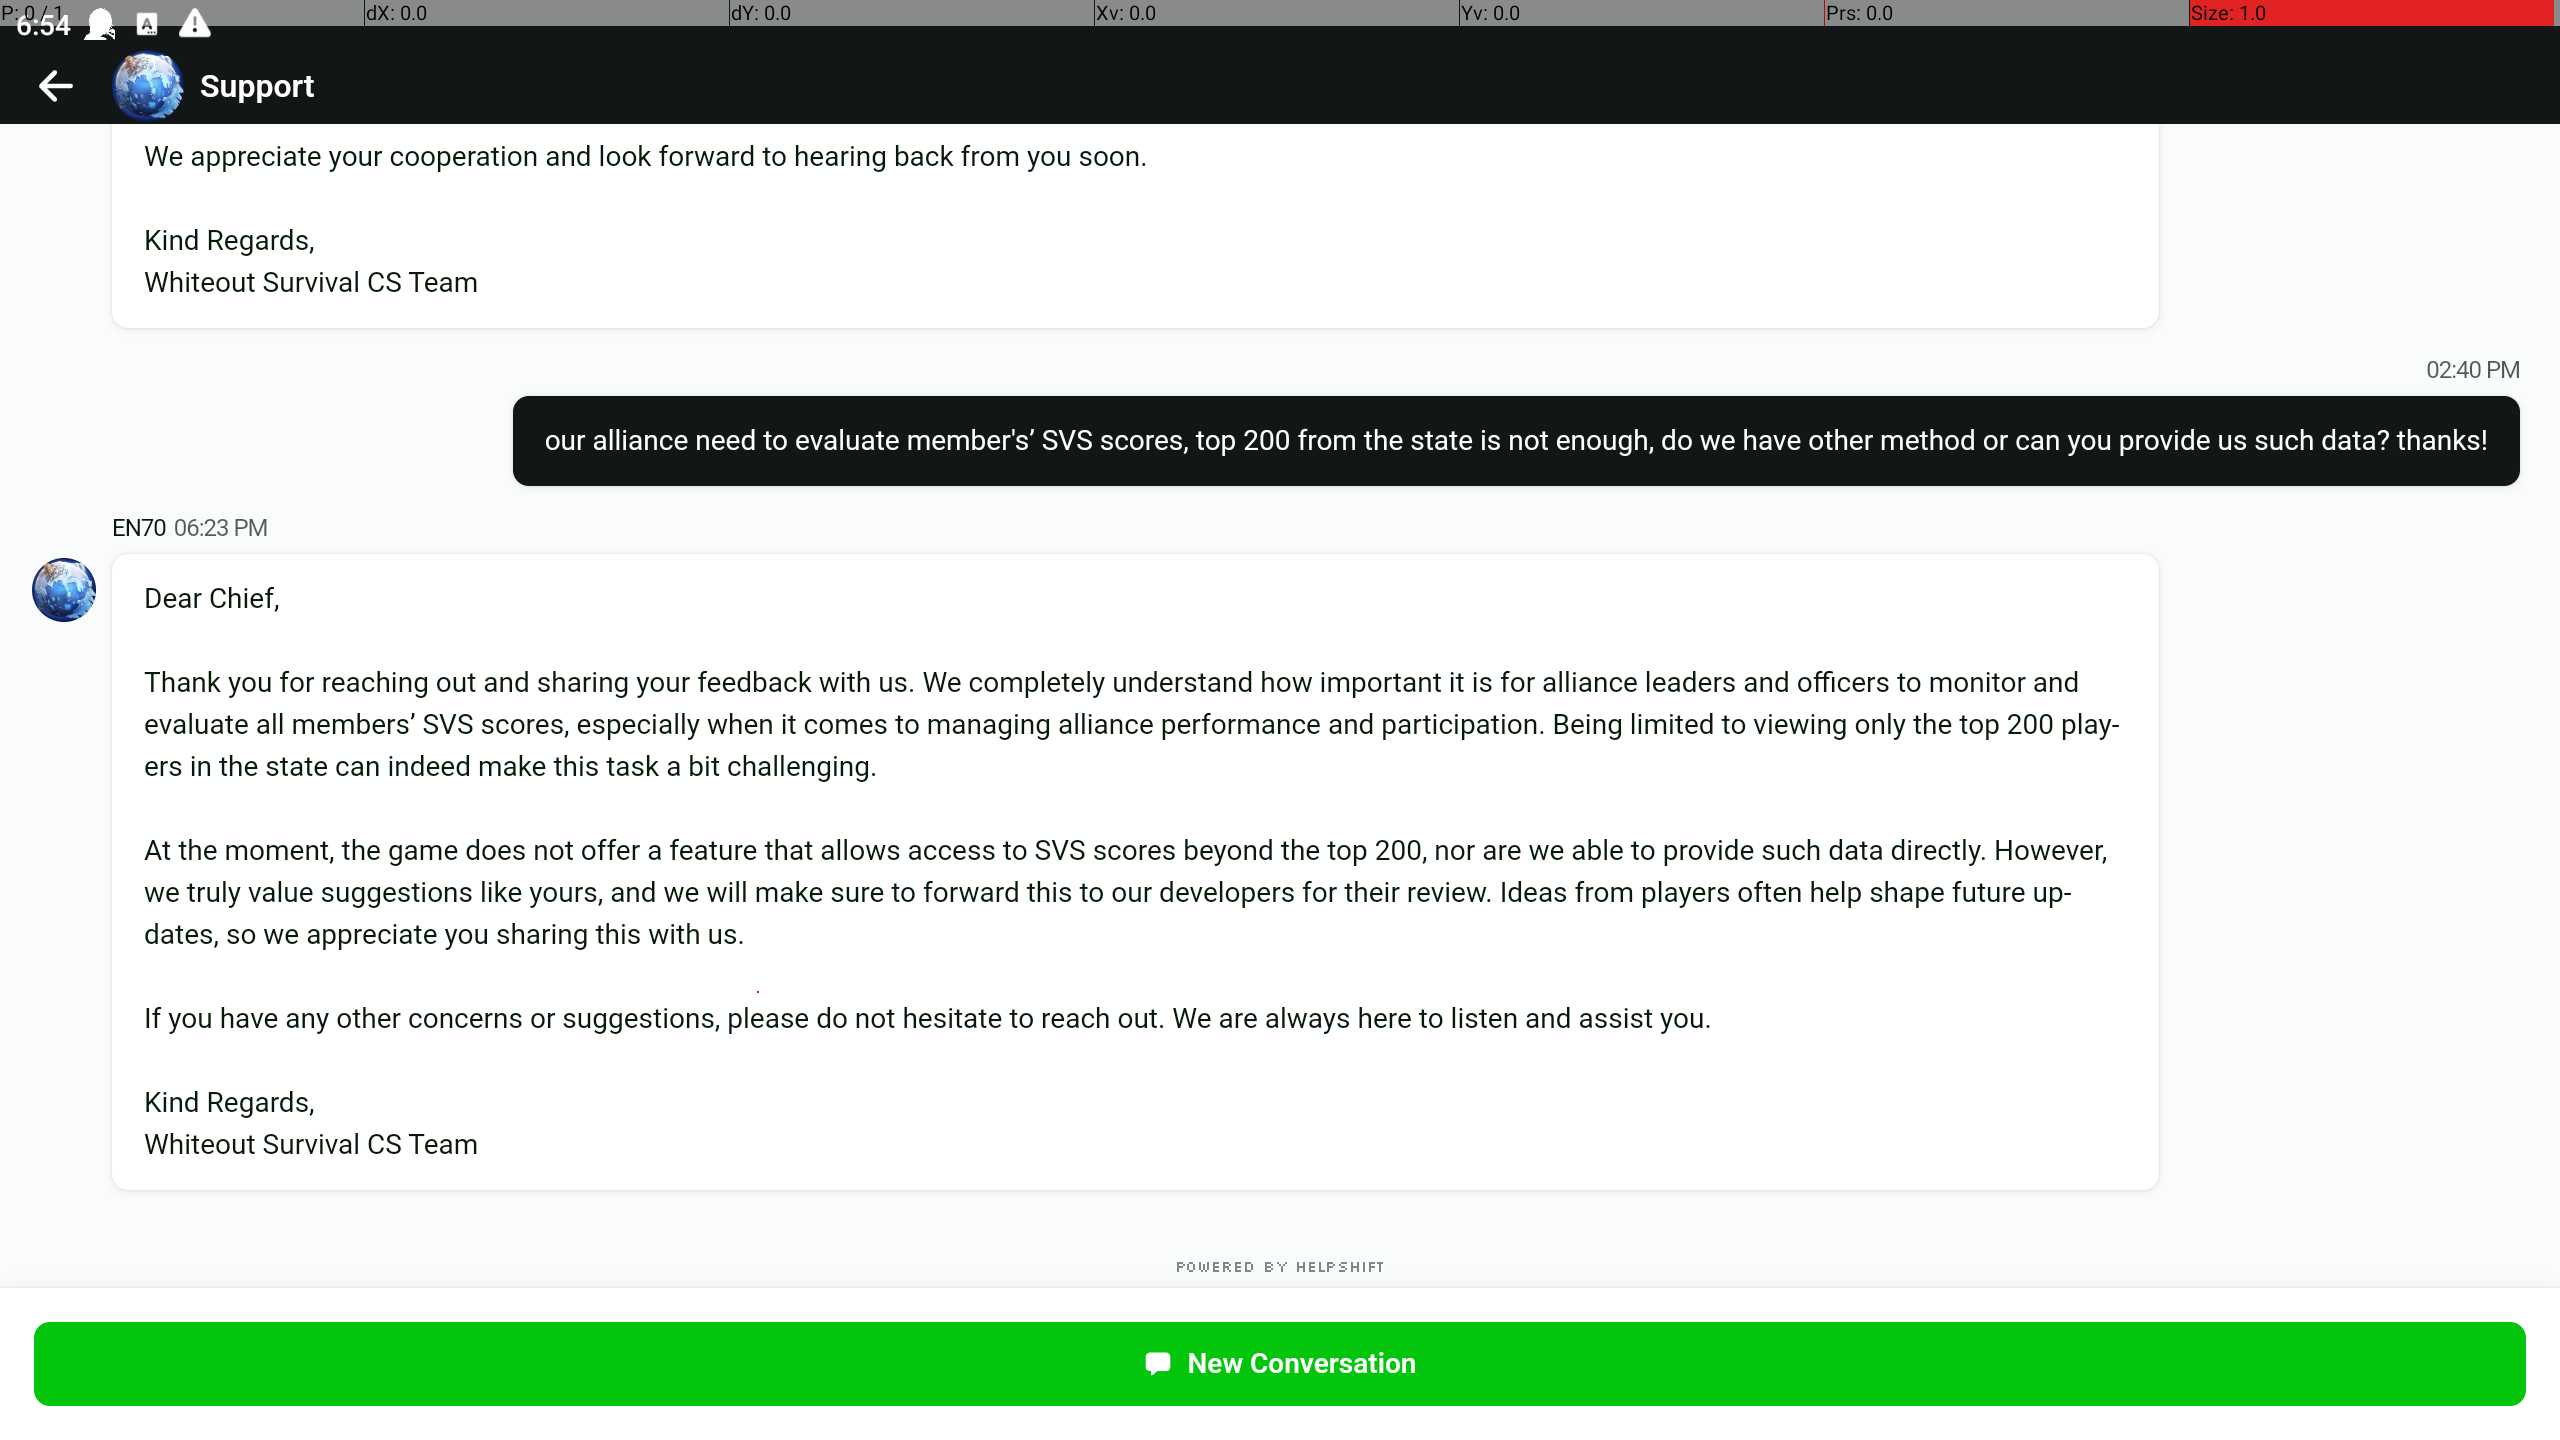 P: 0 / 1
dX: 0.0
dY: 0.0
Xv: 0.0
Yv: 0.0
Prs: 0.0
Size: 1.0
6:54
A
Support
We appreciate your cooperation and look forward to hearing back from you soon.
Kind Regards,
Whiteout Survival CS Team
02:40 PM
our alliance need to evaluate member's’ SVS scores, top 200 from the state is not enough, do we have other method or can you provide us such data? thanks!
EN70 06:23 PM
Dear Chief,
Thank you for reaching out and sharing your feedback with us. We completely understand how important it is for alliance leaders and officers to monitor and
evaluate all members’ SVS scores, especially when it comes to managing alliance performance and participation. Being limited to viewing only the top 200 play-
ers in the state can indeed make this task a bit challenging.
At the moment, the game does not offer a feature that allows access to SVS scores beyond the top 200, nor are we able to provide such data directly. However,
we truly value suggestions like yours, and we will make sure to forward this to our developers for their review. Ideas from players often help shape future up-
dates, so we appreciate you sharing this with us.
If you have any other concerns or suggestions, please do not hesitate to reach out. We are always here to listen and assist you.
Kind Regards,
Whiteout Survival CS Team
POWERED BY HELPSHIFT
New Conversation